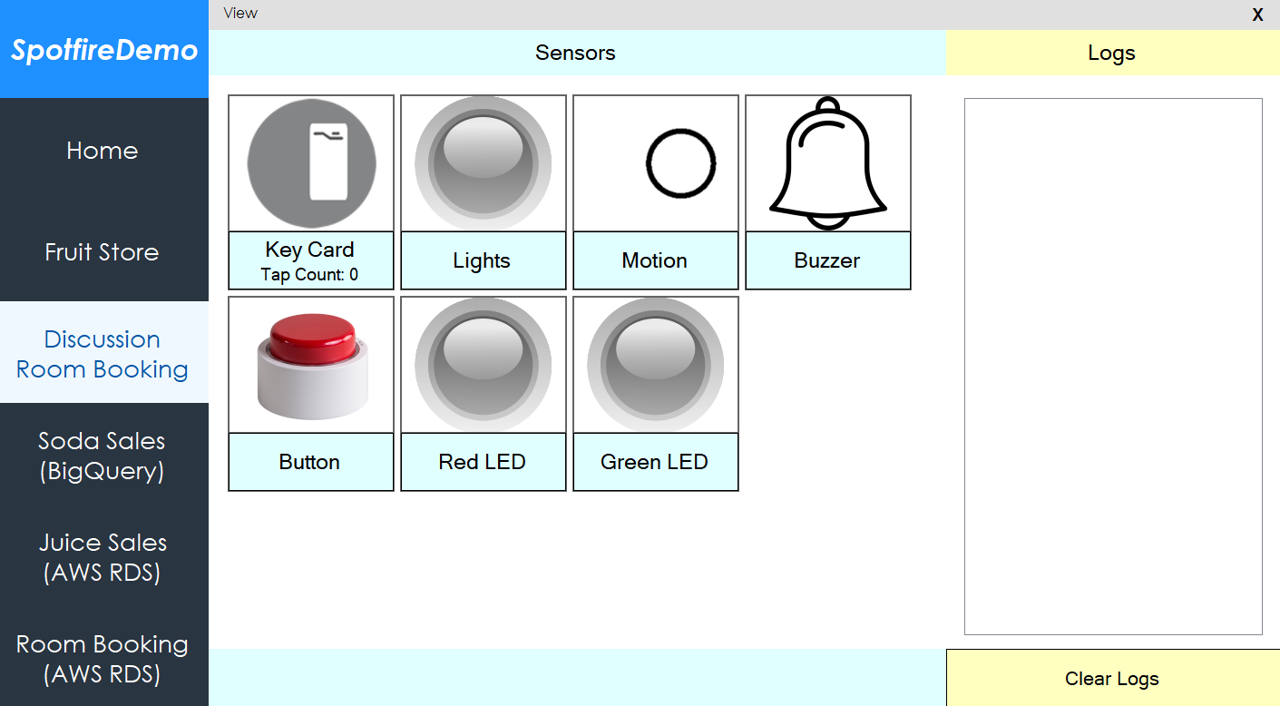 SpotfireDemo
Home
Fruit Store
Discussion
Room Booking
Soda Sales
(BigQuery)
Juice Sales
(AWS RDS)
Room Booking
(AWS RDS)
View
X
Sensors
Logs
Key Card
Tap Count: 0
Lights
Motion
Buzzer
Button
Red LED
Green LED
Clear Logs